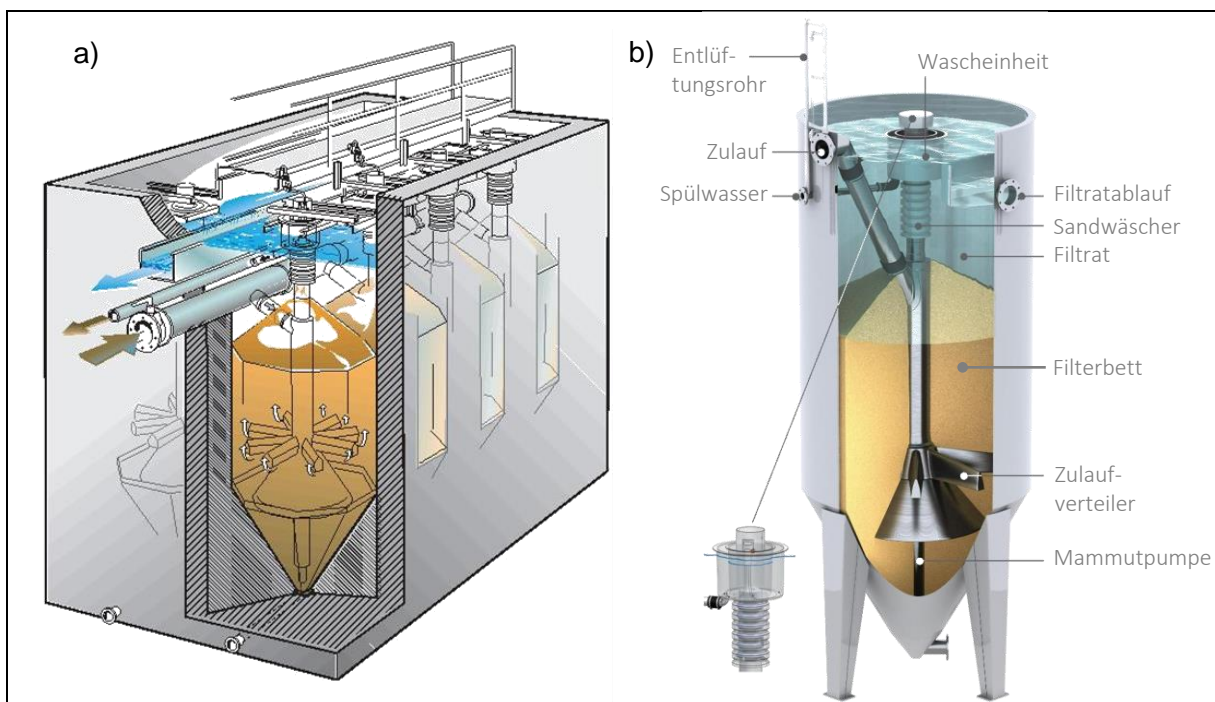 a)
b)
Entlüf-
tungsrohr
Wascheinheit
Zulauf
Spülwasser
Filtratablauf
Sandwäscher
Filtrat
Filterbett
Zulauf-
verteiler
Mammutpumpe